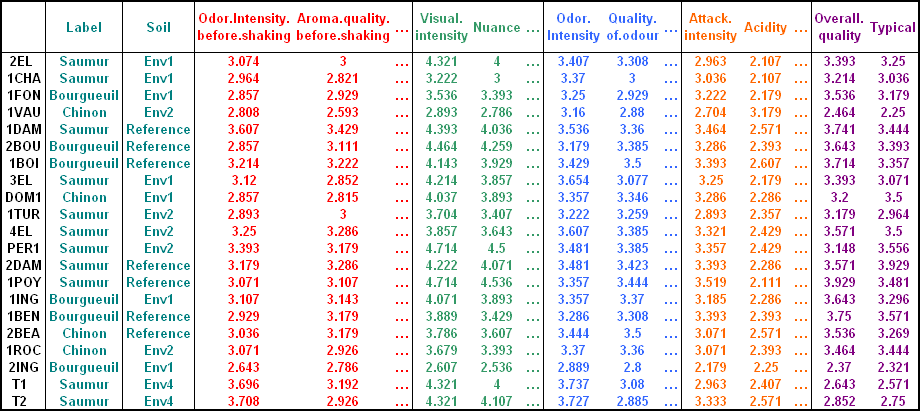 Label Soil Odor.Intensity. before.shaking Aroma.quality. before.shaking ... Visual. intensity Nuance ... Odor. Intensity Quality. of.odour ... Attack. intensity Acidity ... Overall. quality Typical
2EL Saumur Env1 3.074 3 ... 4.321 4 ... 3.407 3.308 ... 2.963 2.107 ... 3.393 3.25
1CHA Saumur Env1 2.964 2.821 ... 3.222 3 ... 3.37 3 ... 3.036 2.107 ... 3.214 3.036
1FON Bourgueuil Env1 2.857 2.929 ... 3.536 3.393 ... 3.25 2.929 ... 3.222 2.179 ... 3.536 3.179
1VAU Chinon Env2 2.808 2.593 ... 2.893 2.786 ... 3.16 2.88 ... 2.704 3.179 ... 2.464 2.25
1DAM Saumur Reference 3.607 3.429 ... 4.393 4.036 ... 3.536 3.36 ... 3.464 2.571 ... 3.741 3.444
2BOU Bourgueuil Reference 2.857 3.111 ... 4.464 4.259 ... 3.179 3.385 ... 3.286 2.393 ... 3.643 3.393
1BOI Bourgueuil Reference 3.214 3.222 ... 4.143 3.929 ... 3.429 3.5 ... 3.393 2.607 ... 3.714 3.357
3EL Saumur Env1 3.12 2.852 ... 4.214 3.857 ... 3.654 3.077 ... 3.25 2.179 ... 3.393 3.071
DOM1 Chinon Env1 2.857 2.815 ... 4.037 3.893 ... 3.357 3.346 ... 3.286 2.286 ... 3.2 3.5
1TUR Saumur Env2 2.893 3 ... 3.704 3.407 ... 3.222 3.259 ... 2.893 2.357 ... 3.179 2.964
4EL Saumur Env2 3.25 3.286 ... 3.857 3.643 ... 3.607 3.385 ... 3.321 2.429 ... 3.571 3.5
PER1 Saumur Env2 3.393 3.179 ... 4.714 4.5 ... 3.481 3.385 ... 3.357 2.429 ... 3.148 3.556
2DAM Saumur Reference 3.179 3.286 ... 4.222 4.071 ... 3.481 3.423 ... 3.393 2.286 ... 3.571 3.929
1POY Saumur Reference 3.071 3.107 ... 4.714 4.536 ... 3.357 3.444 ... 3.519 2.111 ... 3.929 3.481
1ING Bourgueuil Env1 3.107 3.143 ... 4.071 3.893 ... 3.357 3.37 ... 3.185 2.286 ... 3.643 3.296
1BEN Bourgueuil Reference 2.929 3.179 ... 3.889 3.429 ... 3.286 3.308 ... 3.393 2.393 ... 3.75 3.571
2BEA Chinon Reference 3.036 3.179 ... 3.786 3.607 ... 3.444 3.5 ... 3.071 2.571 ... 3.536 3.269
1ROC Chinon Env2 3.071 2.926 ... 3.679 3.393 ... 3.37 3.36 ... 3.071 2.393 ... 3.464 3.444
2ING Bourgueuil Env1 2.643 2.786 ... 2.607 2.536 ... 2.889 2.8 ... 2.179 2.25 ... 2.37 2.321
T1 Saumur Env4 3.696 3.192 ... 4.321 4 ... 3.737 3.08 ... 2.963 2.407 ... 2.643 2.571
T2 Saumur Env4 3.708 2.926 ... 4.321 4.107 ... 3.727 2.885 ... 3.333 2.571 ... 2.852 2.75